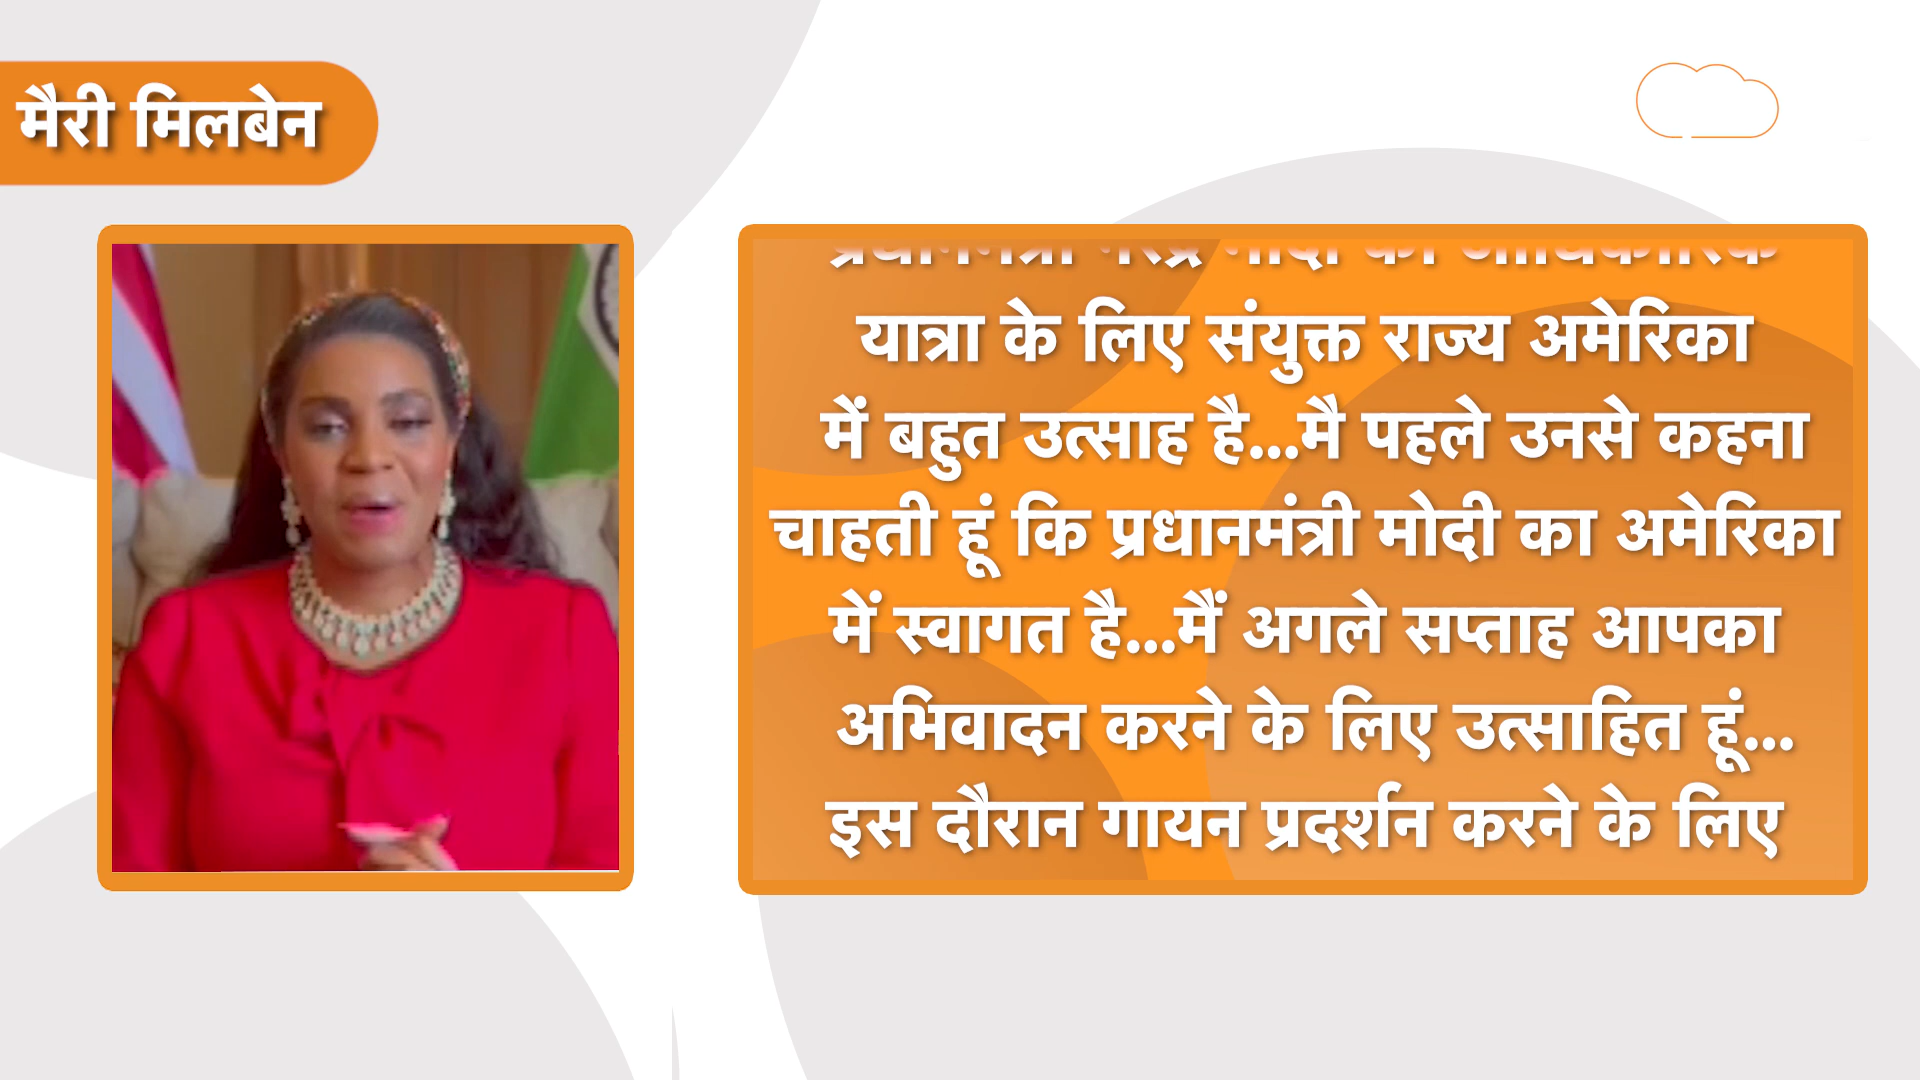 मैरी मिलबेन
यात्रा के लिए संयुक्त राज्य अमेरिका
में बहुत उत्साह है...मै पहले उनसे कहना
चाहती हूं कि प्रधानमंत्री मोदी का अमेरिका
में स्वागत है...मैं अगले सप्ताह आपका
अभिवादन करने के लिए उत्साहित हूं...
इस दौरान गायन प्रदर्शन करने के लिए